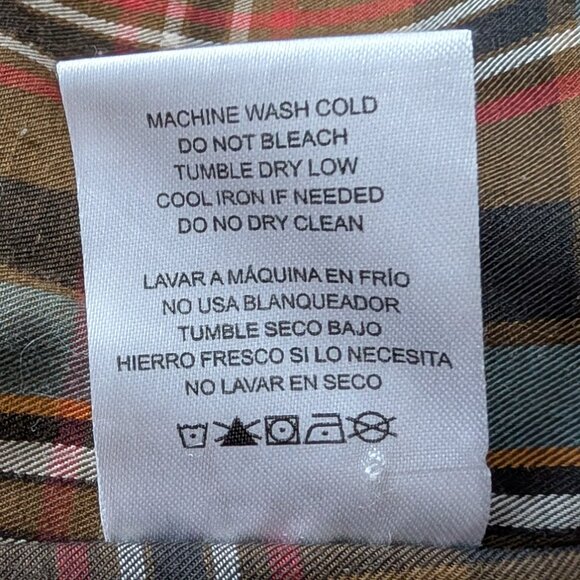 MACHINE WASH COLD
DO NOT BLEACH
TUMBLE DRY LOW
COOL IRON IF NEEDED
DO NO DRY CLEAN
LAVAR A MÁQUINA EN FRÍO
NO USA BLANQUEADOR
TUMBLE SECO BAJO
HIERRO FRESCO SI LO NECESITA
NO LAVAR EN SECO